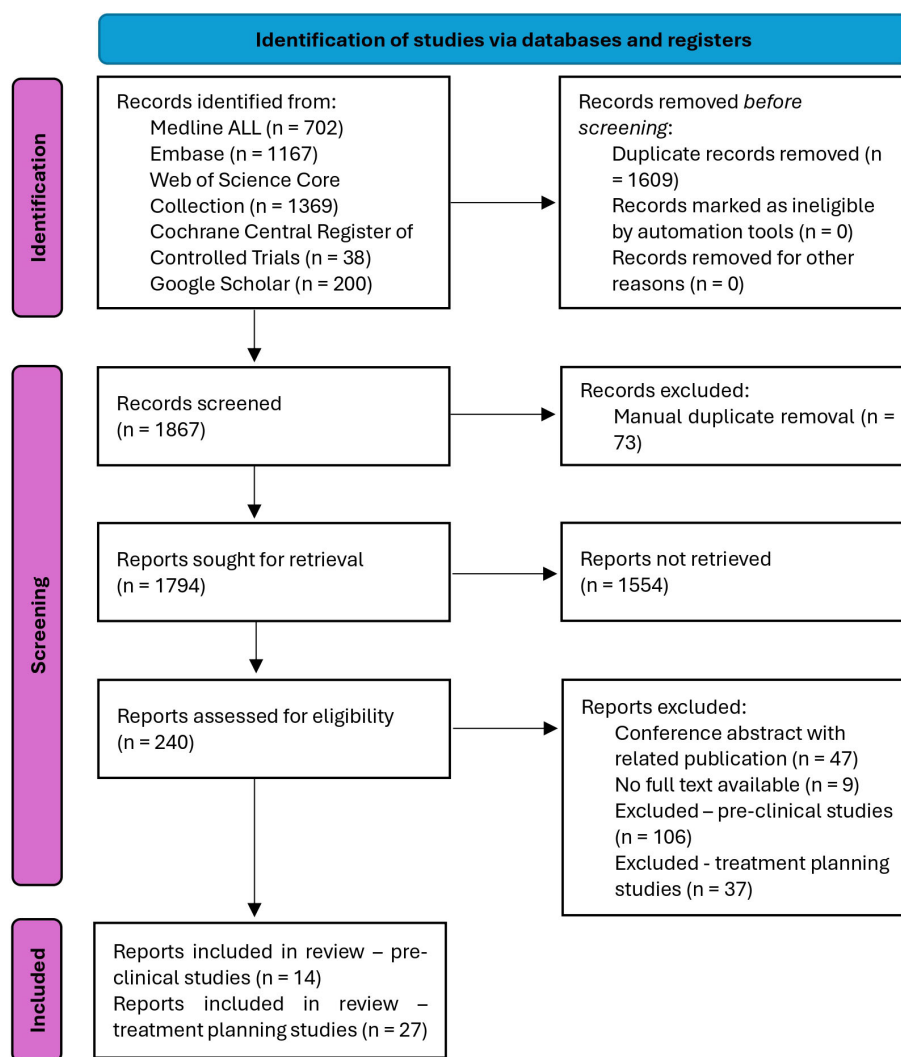 Identification of studies via databases and registers
Identification
Records identified from:
Medline ALL (n = 702)
Embase (n = 1167)
Web of Science Core
Collection (n = 1369)
Cochrane Central Register of
Controlled Trials (n = 38)
Google Scholar (n = 200)
Records removed before
screening:
Duplicate records removed (n
= 1609)
Records marked as ineligible
by automation tools (n = 0)
Records removed for other
reasons (n = 0)
Screening
Records screened
(n = 1867)
Records excluded:
Manual duplicate removal (n =
73)
Reports sought for retrieval
(n = 1794)
Reports not retrieved
(n = 1554)
Reports assessed for eligibility
(n = 240)
Reports excluded:
Conference abstract with
related publication (n = 47)
No full text available (n = 9)
Excluded – pre-clinical studies
(n = 106)
Excluded - treatment planning
studies (n = 37)
Included
Reports included in review – pre-
clinical studies (n = 14)
Reports included in review –
treatment planning studies (n = 27)